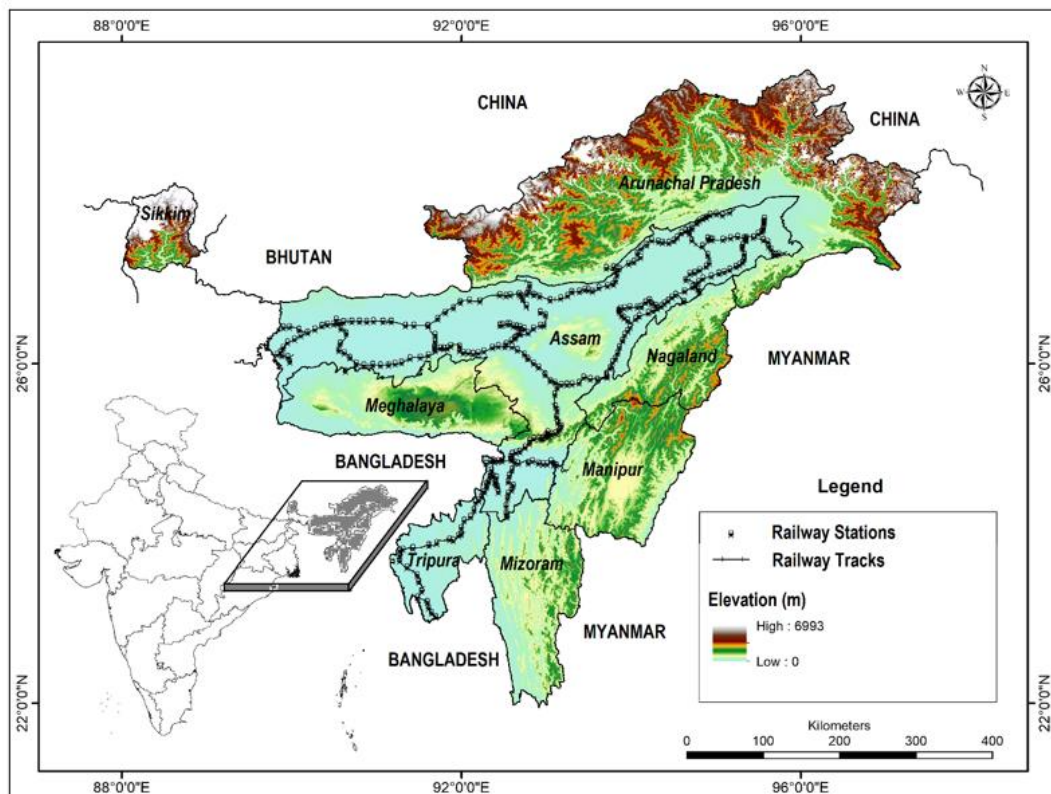 88°0'0"E
92°0'0"E
96°0'0"E
N
W
E
S
CHINA
CHINA
Arunachal Pradesh
Sikkim
BHUTAN
Assam
26°0'0"N
26°0'0"N
Nagaland
MYANMAR
Meghalaya
BANGLADESH
Manipur
Legend
Railway Stations
Railway Tracks
Tripura
Mizoram
Elevation (m)
High : 6993
Low : 0
MYANMAR
BANGLADESH
22°0'0"N
22°0'0"N
Kilometers
0 100 200 300 400
88°0'0"E
92°0'0"E
96°0'0"E